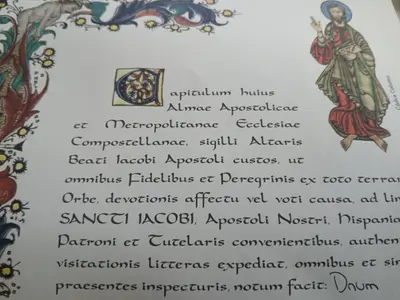 Capitulum huius
Almae Apostolicae
et Metropolitanae Ecclesiae
Compostellanae, sigilli Altaris
Beati Iacobi Apostoli custos, ut
omnibus Fidelibus et Peregrinis ex toto terrar
Orbe, devotionis affectu vel voti causa, ad lim
SANCTI IACOBI, Apostoli Nostri, Hispania
Patroni et Tutelaris convenientibus, authen
visitationis litteras expediat, omnibus et sin
praesentes inspecturis, notum facit: Dnum